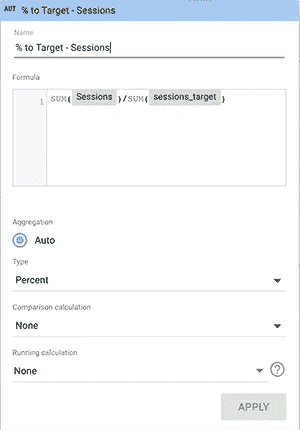 AUT % to Target - Sessions
Name
% to Target - Sessions
Formula
1 SUM( Sessions )/SUM( sessions_target )
Aggregation
Auto
Type
Percent
Comparison calculation
None
Running calculation
None ?
APPLY